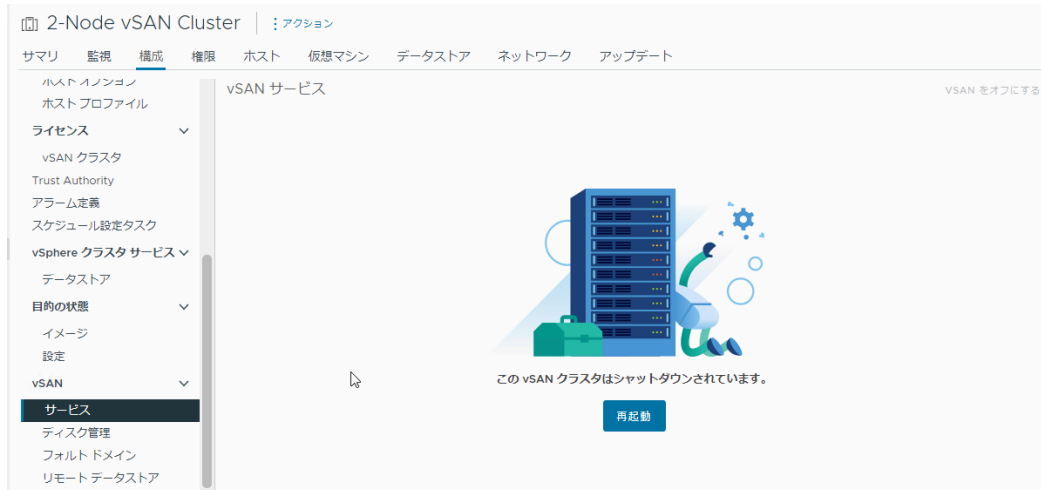 2-Node vSAN Cluster
アクション
サマリ 監視 構成 権限 ホスト 仮想マシン データストア ネットワーク アップデート
ホスト オプション
ホスト プロファイル
ライセンス
vSAN クラスタ
Trust Authority
アラーム定義
スケジュール設定タスク
vSphere クラスタ サービス
データストア
目的の状態
イメージ
設定
vSAN
サービス
ディスク管理
フォルト ドメイン
リモート データストア
vSAN サービス
VSAN をオフにする
この vSAN クラスタはシャットダウンされています。
再起動